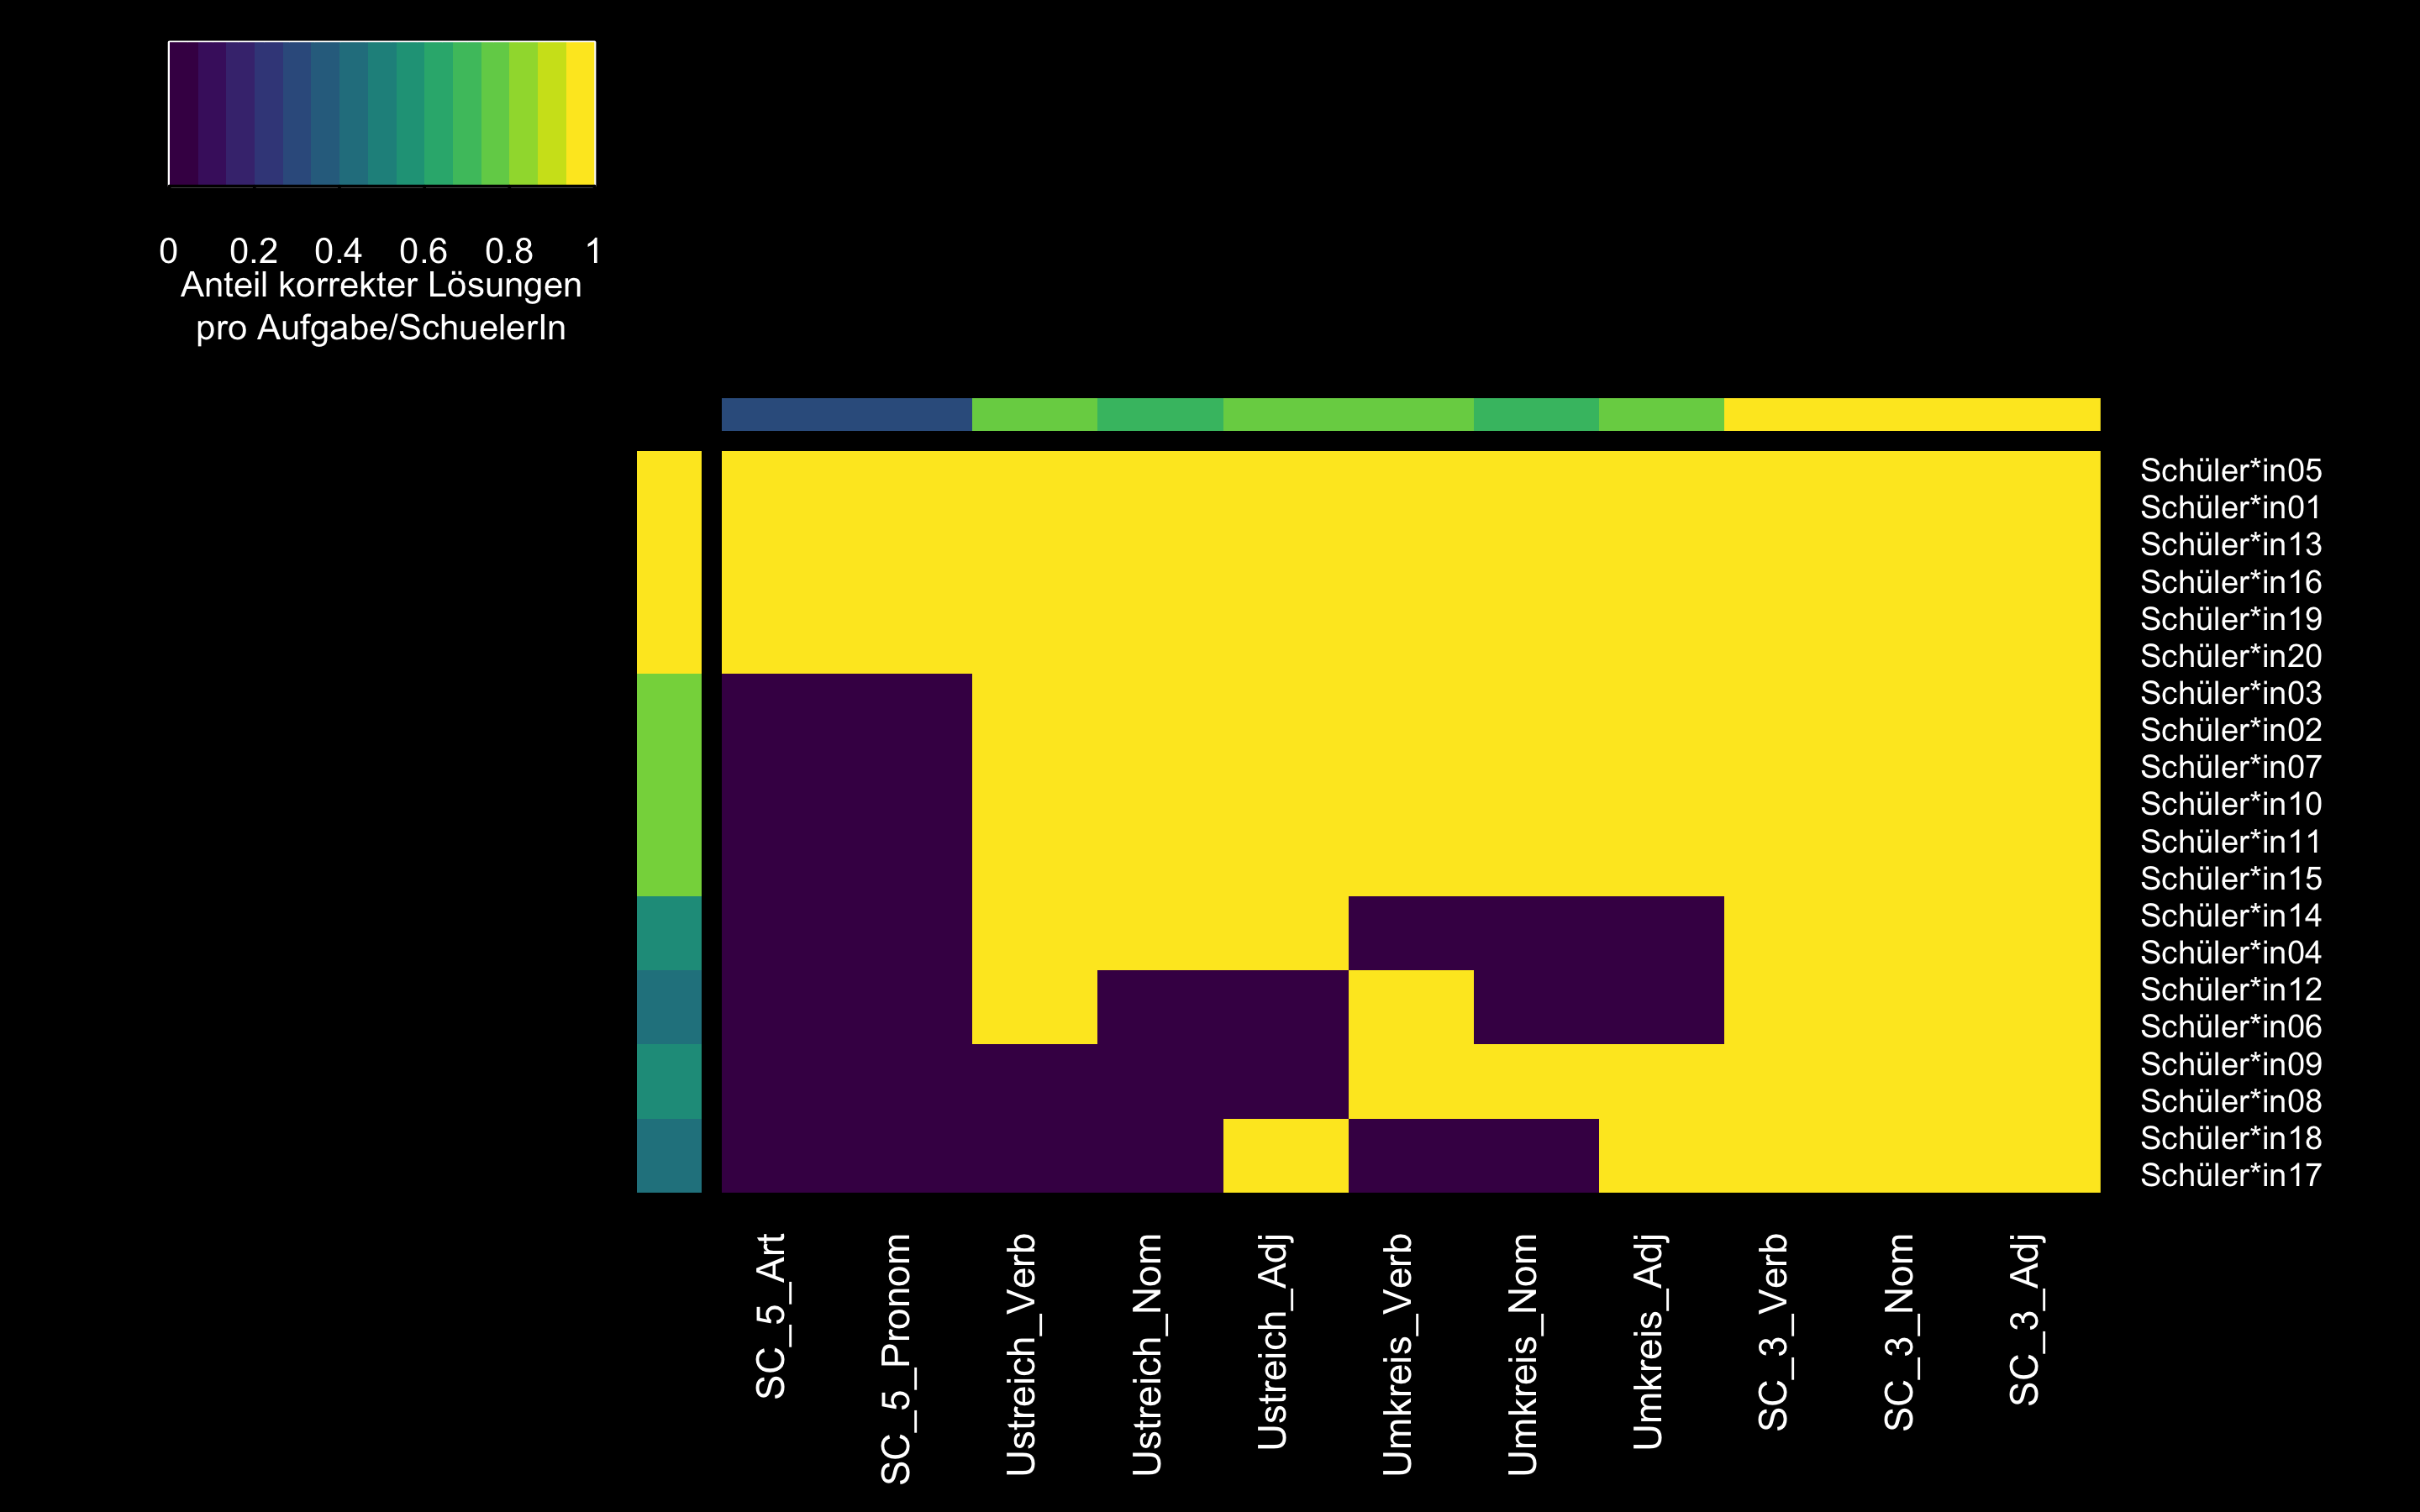 0 0.2 0.4 0.6 0.8 1
Anteil korrekter Lösungen
pro Aufgabe/SchuelerIn
Schüler*in05
Schüler*in01
Schüler*in13
Schüler*in16
Schüler*in19
Schüler*in20
Schüler*in03
Schüler*in02
Schüler*in07
Schüler*in10
Schüler*in11
Schüler*in15
Schüler*in14
Schüler*in04
Schüler*in12
Schüler*in06
Schüler*in09
Schüler*in08
Schüler*in18
Schüler*in17
SC_5_Art
SC_5_Pronom
Ustreich_Verb
Ustreich_Nom
Ustreich_Adj
Umkreis_Verb
Umkreis_Nom
Umkreis_Adj
SC_3_Verb
SC_3_Nom
SC_3_Adj